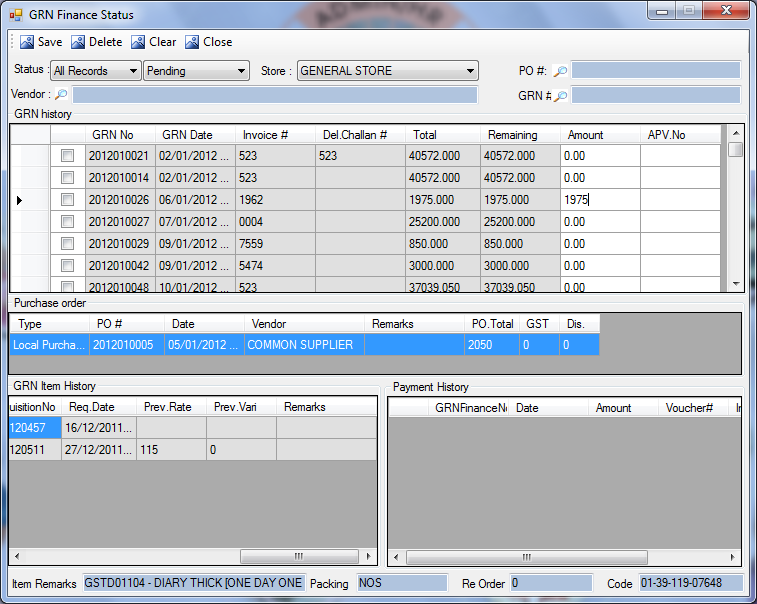 GRN Finance Status
Save Delete Clear Close
Status : All Records Pending Store : GENERAL STORE PO #:
Vendor : GRN #
GRN history
GRN No GRN Date Invoice # Del.Challan # Total Remaining Amount APV.No
2012010021 02/01/2012 ... 523 523 40572.000 40572.000 0.00
2012010014 02/01/2012 ... 523 40572.000 40572.000 0.00
2012010026 06/01/2012 ... 1962 1975.000 1975.000 1975
2012010027 07/01/2012 ... 0004 25200.000 25200.000 0.00
2012010029 09/01/2012 ... 7559 850.000 850.000 0.00
2012010042 09/01/2012 ... 5474 3000.000 3000.000 0.00
2012010048 10/01/2012 ... 523 37039.050 37039.050 0.00
Purchase order
Type PO # Date Vendor Remarks PO.Total GST Dis.
Local Purcha... 2012010005 05/01/2012 ... COMMON SUPPLIER 2050 0 0
GRN Item History Payment History
uisitionNo Req.Date Prev.Rate Prev.Vari Remarks GRNFinanceNo Date Amount Voucher# In
120457 16/12/2011...
120511 27/12/2011... 115 0
Item Remarks GSTD01104 - DIARY THICK [ONE DAY ONE Packing NOS Re Order 0 Code 01-39-119-07648